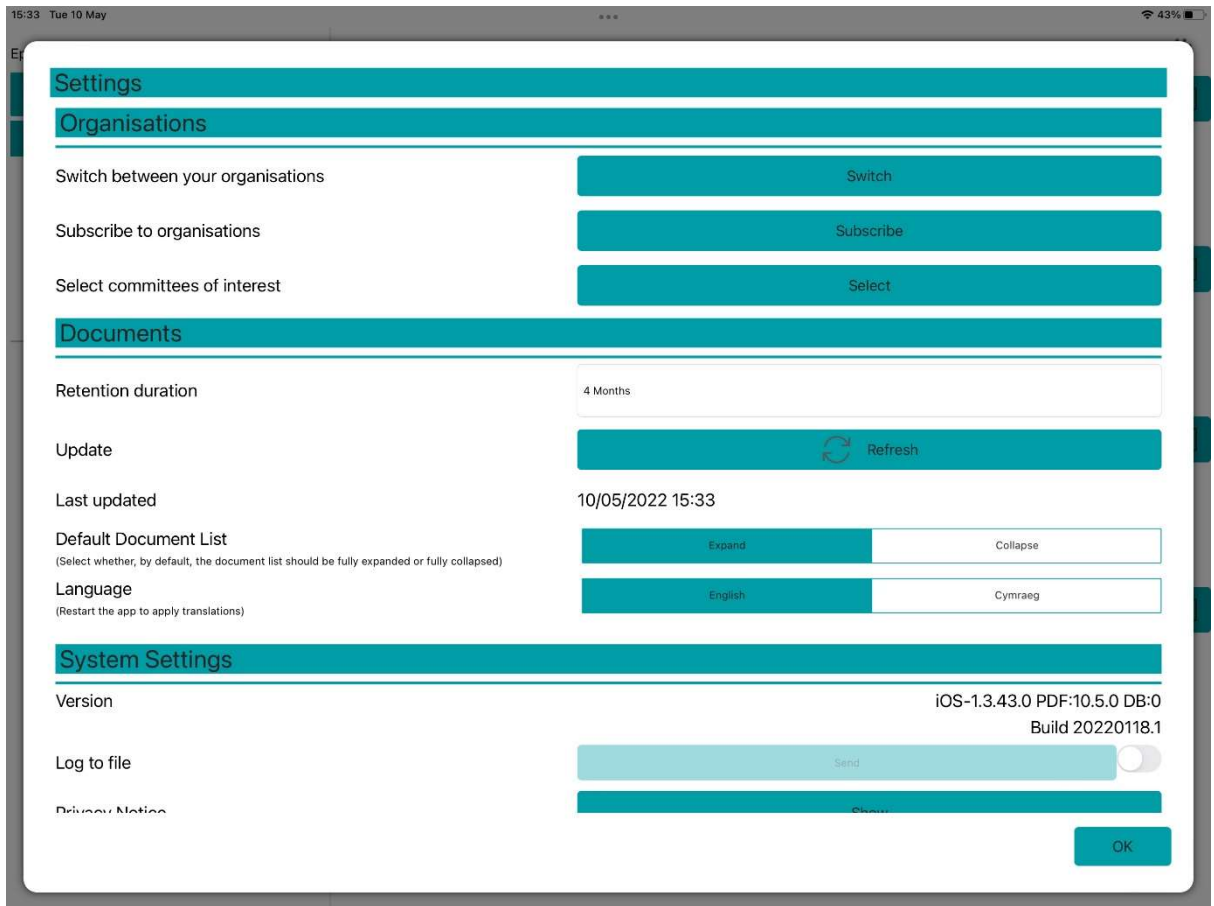 15:33 Tue 10 May
43%
Settings
Organisations
Switch between your organisations Switch
Subscribe to organisations Subscribe
Select committees of interest Select
Documents
Retention duration 4 Months
Update Refresh
Last updated 10/05/2022 15:33
Default Document List Expand Collapse
(Select whether, by default, the document list should be fully expanded or fully collapsed)
Language English Cymraeg
(Restart the app to apply translations)
System Settings
Version iOS-1.3.43.0 PDF:10.5.0 DB:0
Build 20220118.1
Log to file Send
Privacy Notice Show
OK